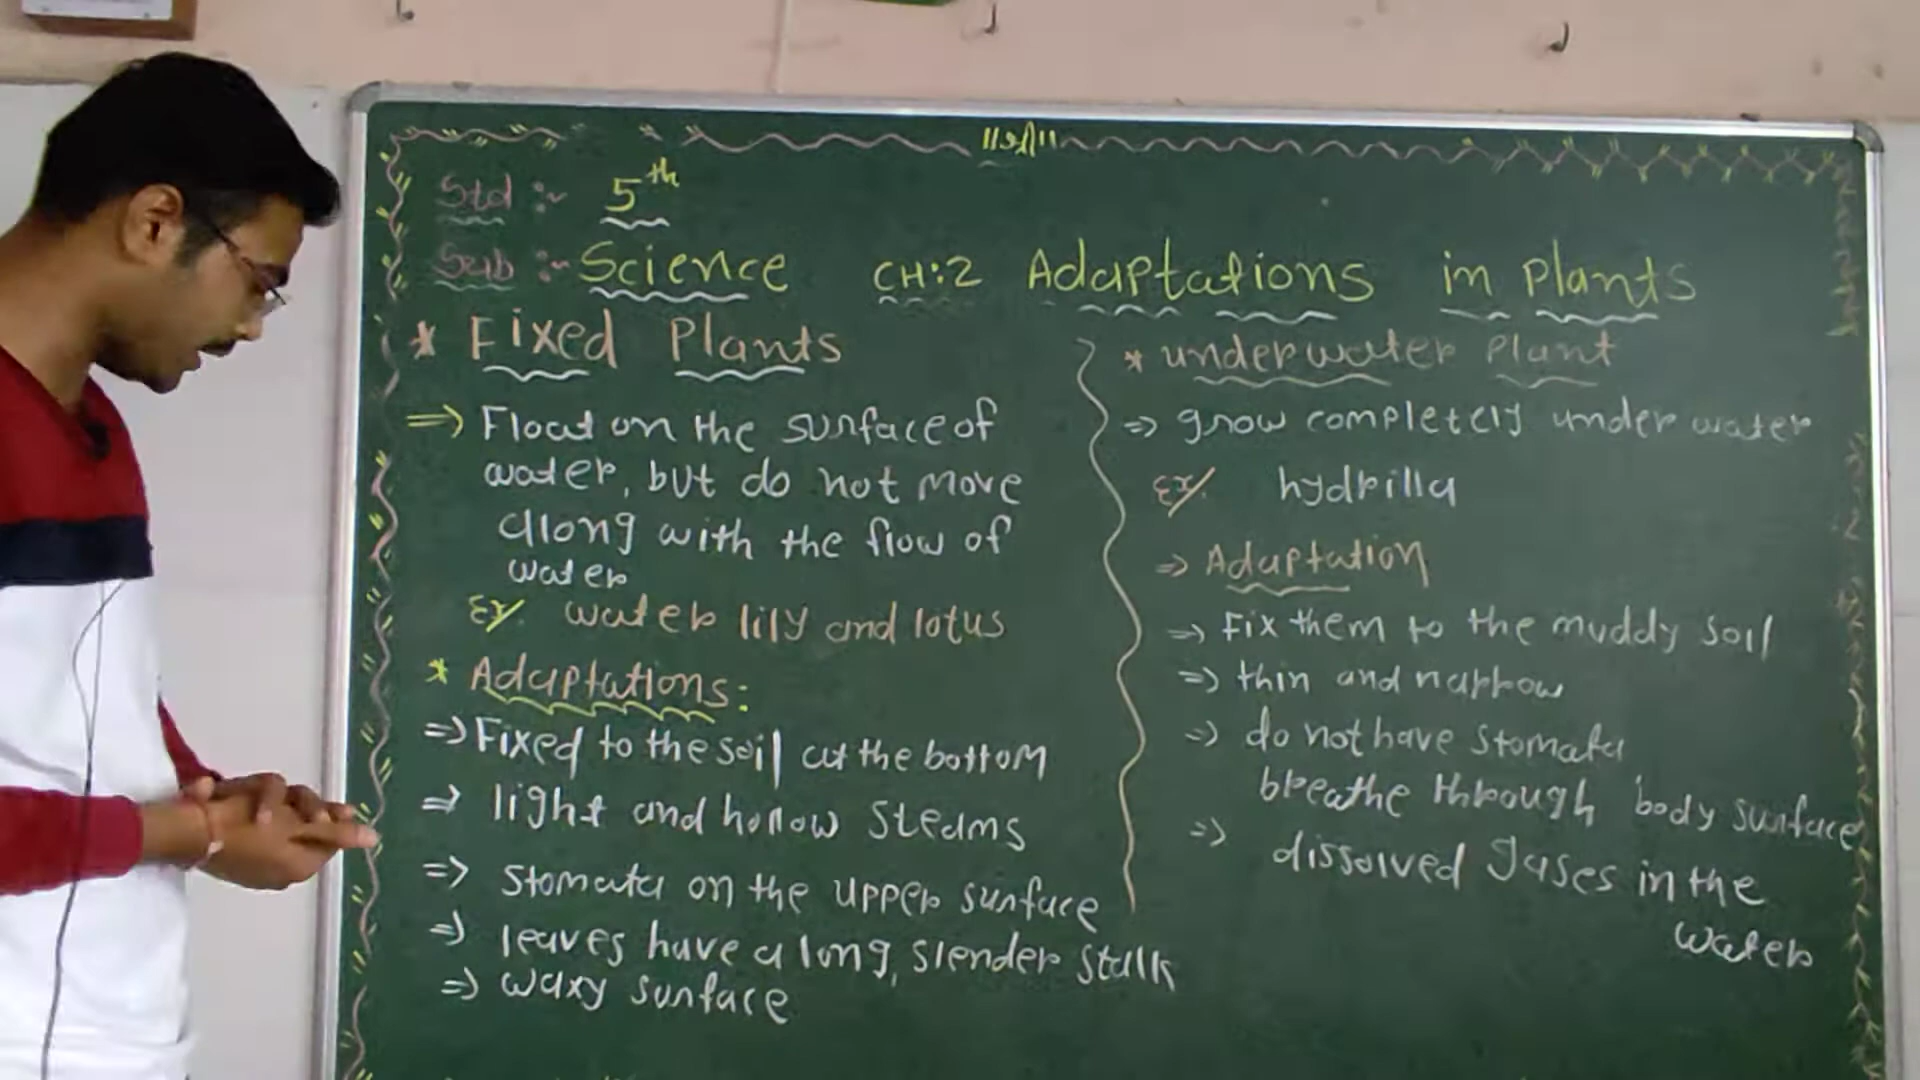 Std :~ 5th
Sub :~ Science CH:2 Adaptations in Plants
* Fixed Plants
⇒ Float on the surface of
water, but do not move
along with the flow of
water
Ex/. water lily and lotus
* Adaptations:
⇒ Fixed to the soil at the bottom
⇒ light and hollow steams
⇒ stomata on the upper surface
⇒ leaves have a long, slender stalk
⇒ waxy surface
* underwater Plant
⇒ grow completely under water
Ex/. hydrilla
⇒ Adaptation
⇒ Fix them to the muddy soil
⇒ thin and narrow
⇒ do not have stomata
breathe through body surface
⇒ dissolved gases in the
water